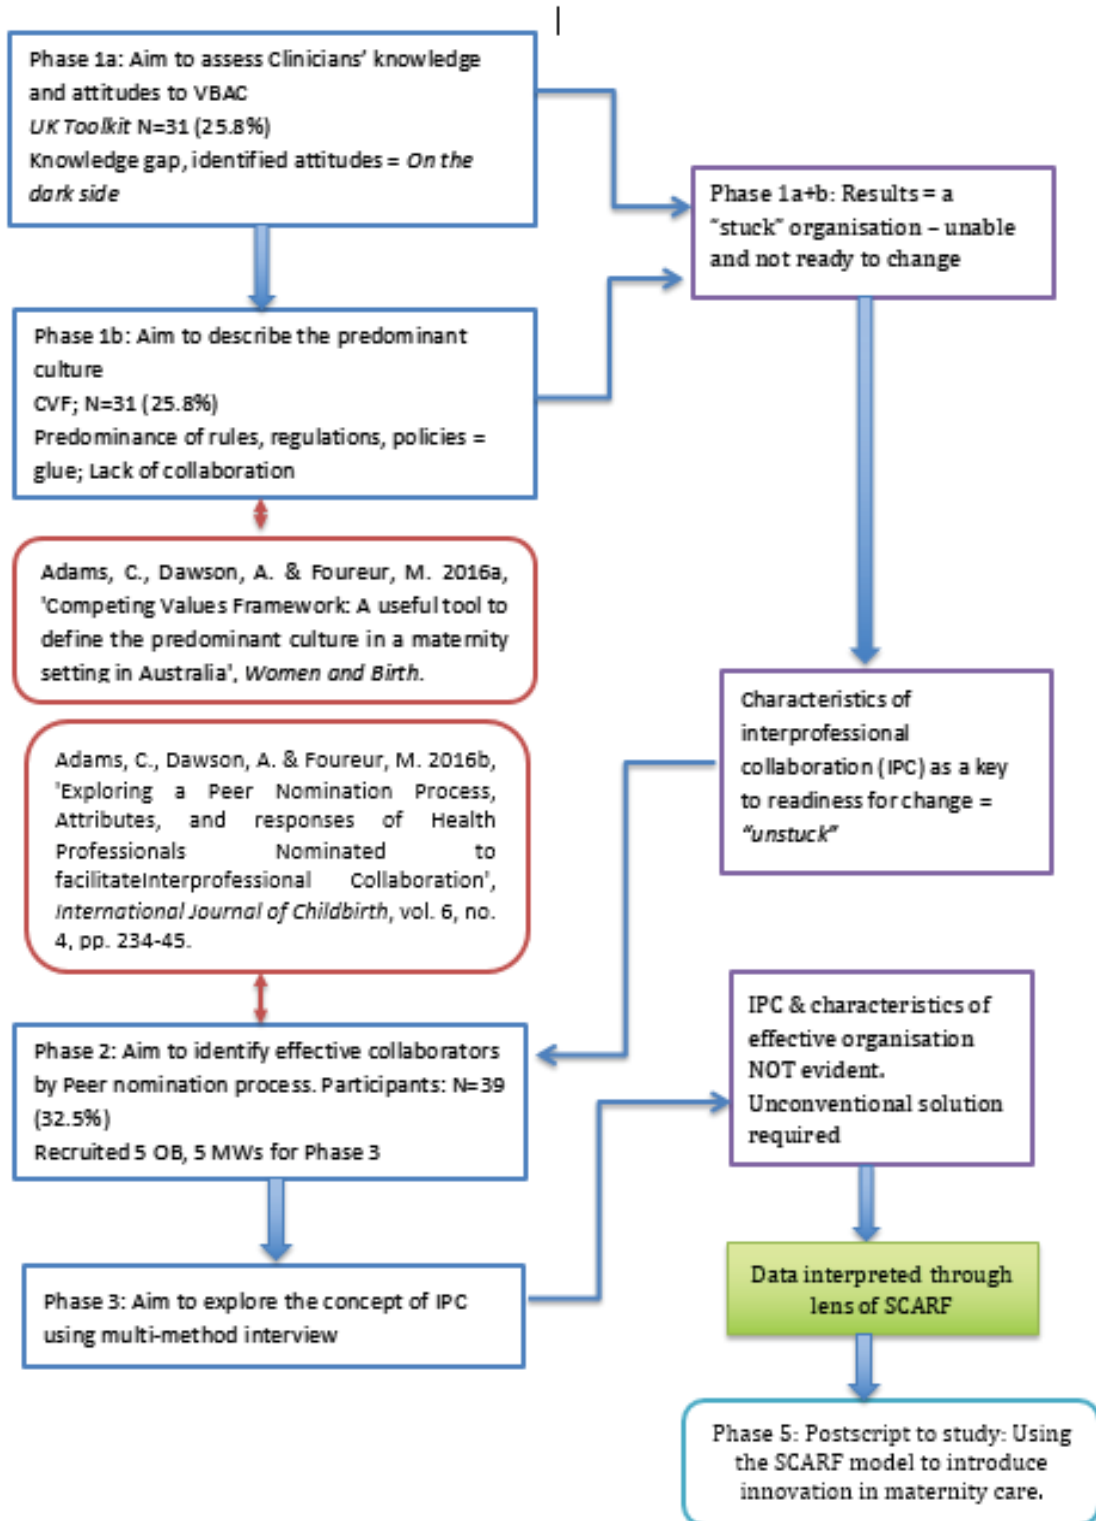 Phase 1a: Aim to assess Clinicians’ knowledge
and attitudes to VBAC
UK Toolkit N=31 (25.8%)
Knowledge gap, identified attitudes = On the
dark side
Phase 1a+b: Results = a
“stuck” organisation – unable
and not ready to change
Phase 1b: Aim to describe the predominant
culture
CVF; N=31 (25.8%)
Predominance of rules, regulations, policies =
glue; Lack of collaboration
Adams, C., Dawson, A. & Foureur, M. 2016a,
'Competing Values Framework: A useful tool to
define the predominant culture in a maternity
setting in Australia', Women and Birth.
Characteristics of
interprofessional
collaboration (IPC) as a key
to readiness for change =
“unstuck”
Adams, C., Dawson, A. & Foureur, M. 2016b,
'Exploring a Peer Nomination Process,
Attributes, and responses of Health
Professionals Nominated to
facilitateInterprofessional Collaboration',
International Journal of Childbirth, vol. 6, no.
4, pp. 234-45.
Phase 2: Aim to identify effective collaborators
by Peer nomination process. Participants: N=39
(32.5%)
Recruited 5 OB, 5 MWs for Phase 3
IPC & characteristics of
effective organisation
NOT evident.
Unconventional solution
required
Phase 3: Aim to explore the concept of IPC
using multi-method interview
Data interpreted through
lens of SCARF
Phase 5: Postscript to study: Using
the SCARF model to introduce
innovation in maternity care.